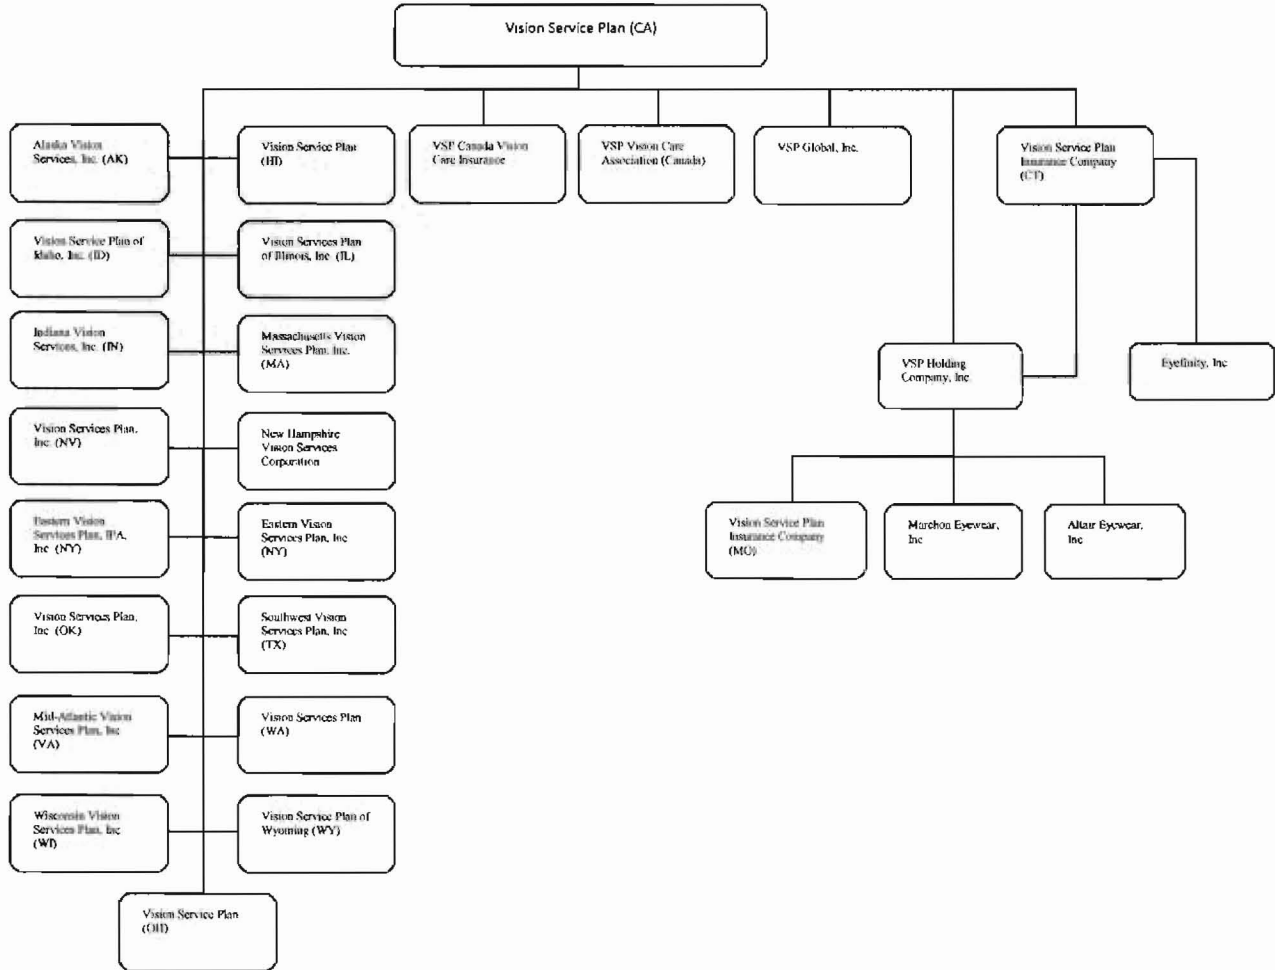 Vision Service Plan (CA)
Alaska Vision
Services, Inc. (AK)
Vision Service Plan
(HI)
VSP Canada Vision
Care Insurance
VSP Vision Care
Association (Canada)
VSP Global, Inc.
Vision Service Plan
Insurance Company
(CT)
Vision Service Plan of
Idaho, Inc. (ID)
Vision Services Plan
of Illinois, Inc. (IL)
Indiana Vision
Services, Inc. (IN)
Massachusetts Vision
Services Plan, Inc.
(MA)
VSP Holding
Company, Inc
Eyefinity, Inc
Vision Services Plan,
Inc. (NV)
New Hampshire
Vision Services
Corporation
Eastern Vision
Services Plan, IPA,
Inc. (NY)
Eastern Vision
Services Plan, Inc
(NY)
Vision Service Plan
Insurance Company
(MO)
Marchon Eyewear,
Inc
Altair Eyewear,
Inc
Vision Services Plan,
Inc (OK)
Southwest Vision
Services Plan, Inc
(TX)
Mid-Atlantic Vision
Services Plan, Inc
(VA)
Vision Services Plan
(WA)
Wisconsin Vision
Services Plan, Inc
(WI)
Vision Service Plan of
Wyoming (WY)
Vision Service Plan
(OH)